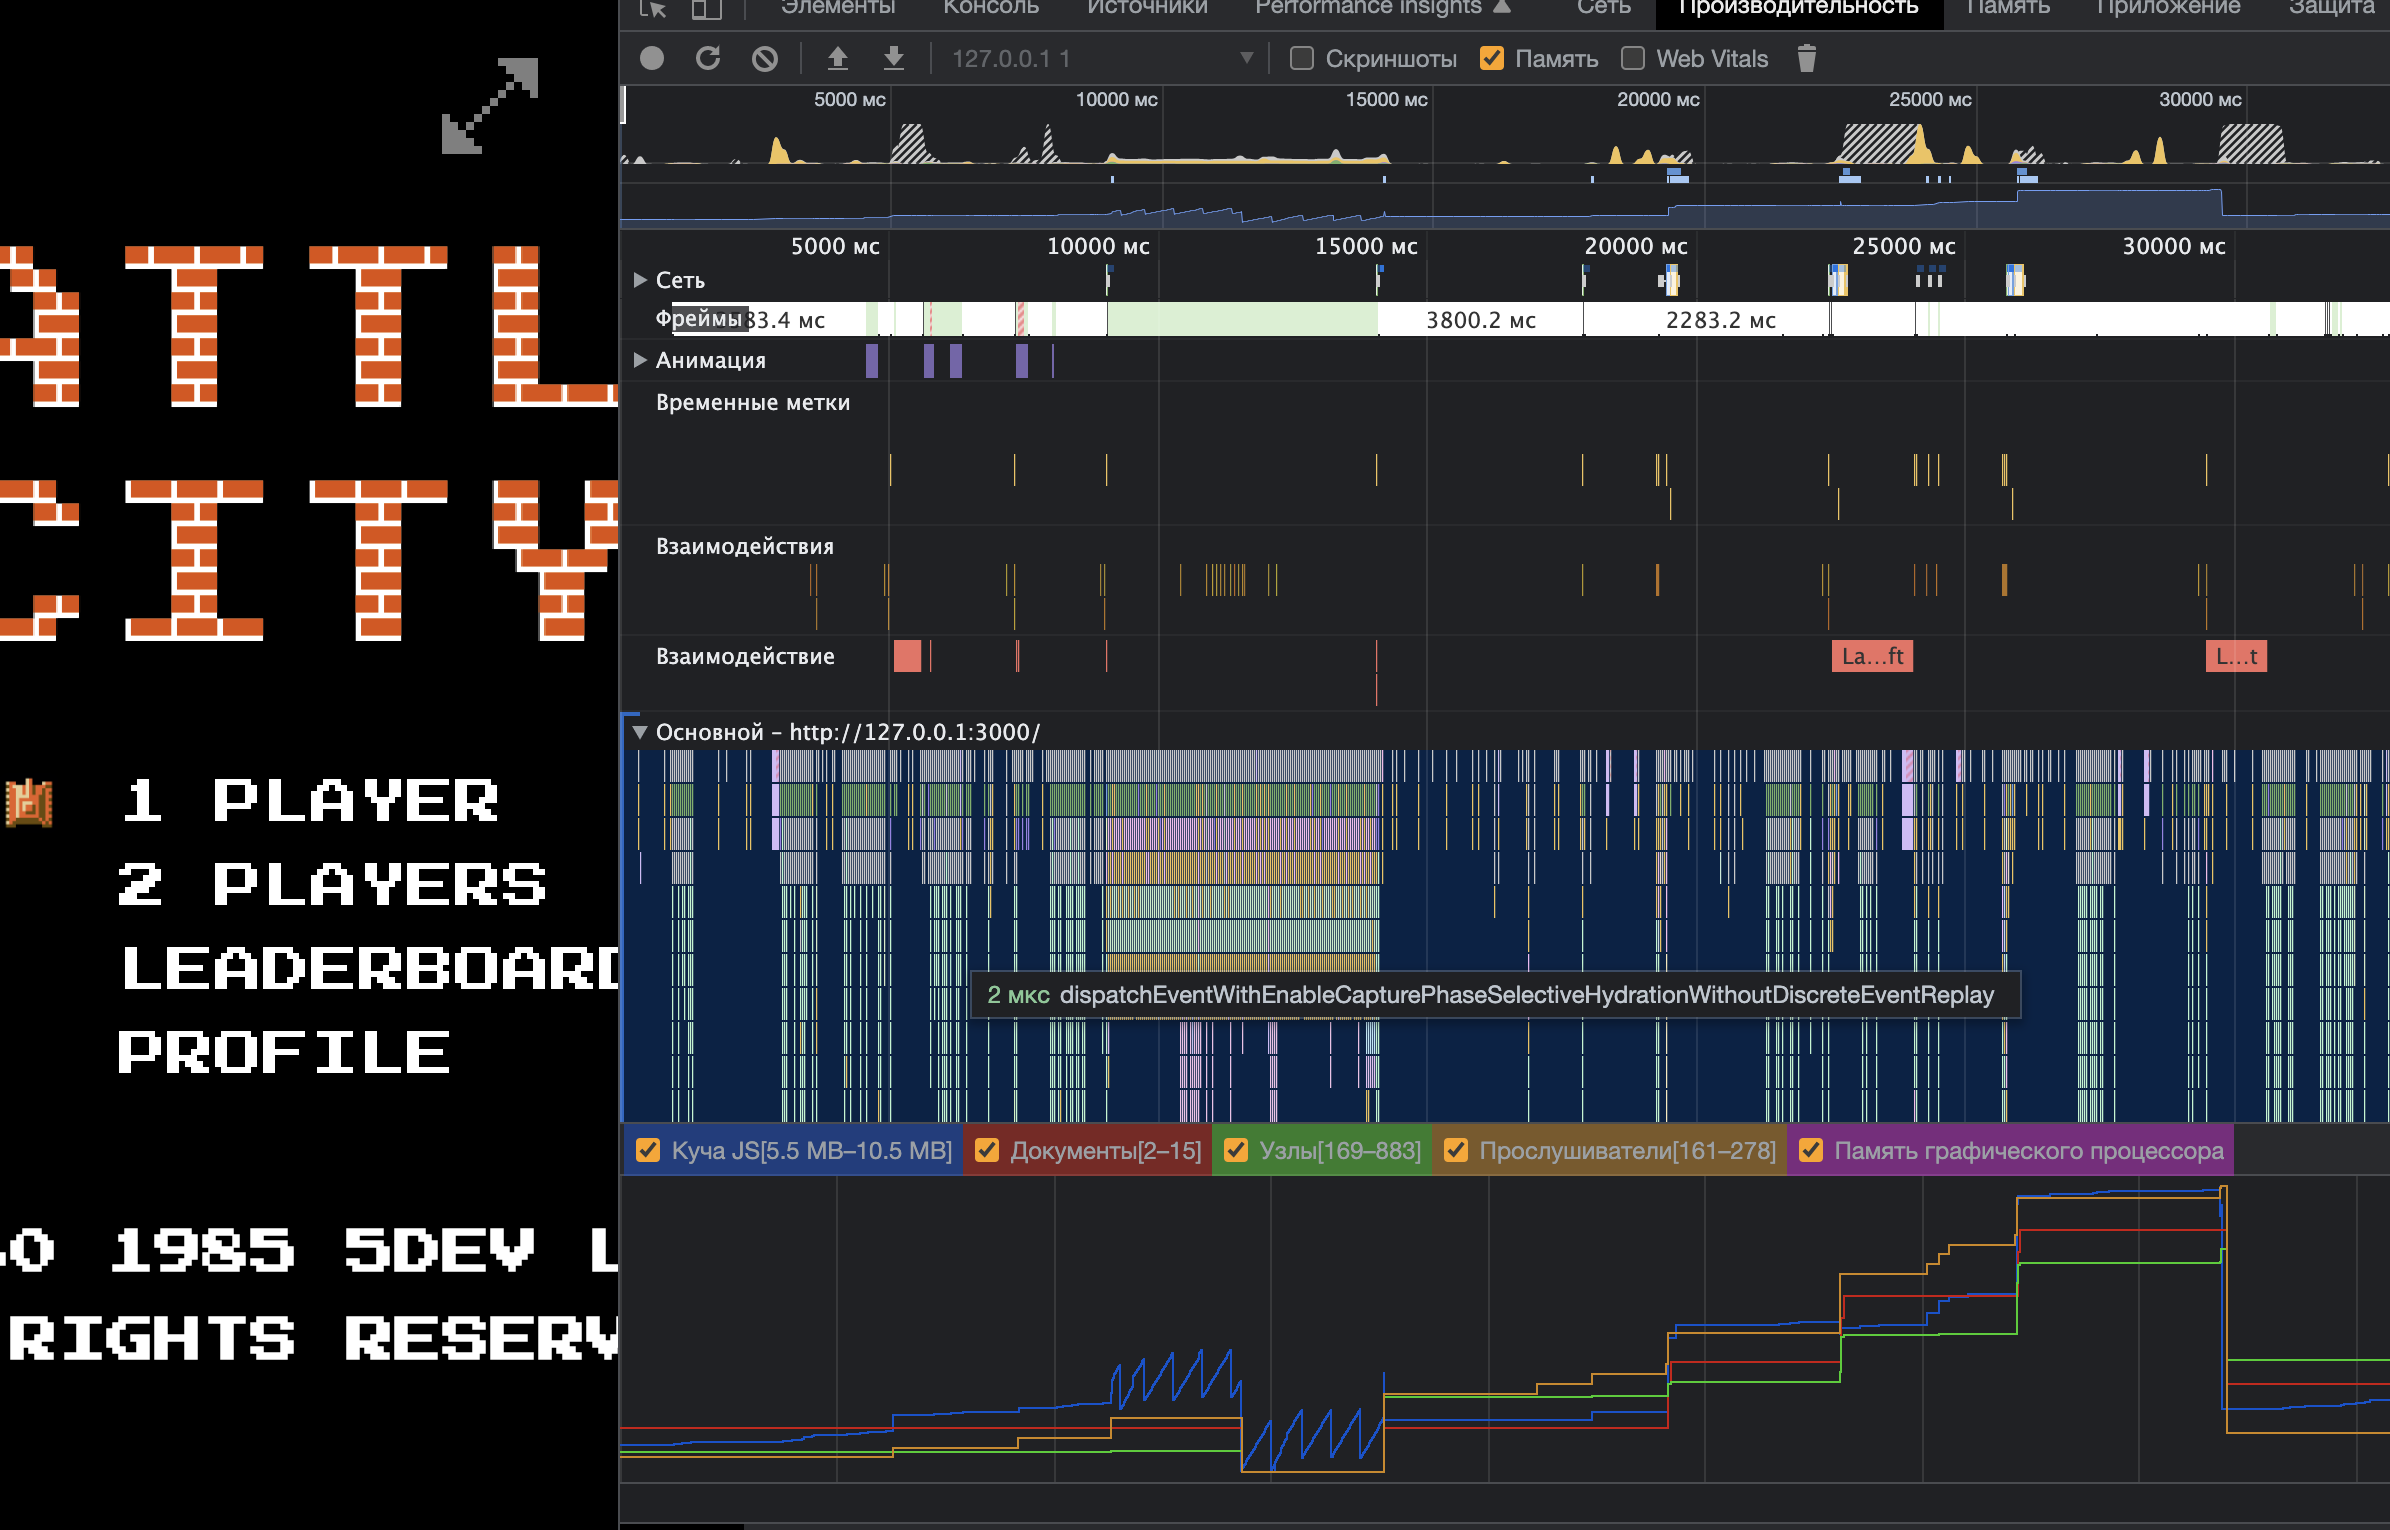 Элементы Консоль Источники Performance insights Сеть Производительность Память Приложение Защита
127.0.0.1 1 Скриншоты Память Web Vitals
5000 мс 10000 мс 15000 мс 20000 мс 25000 мс 30000 мс
5000 мс 10000 мс 15000 мс 20000 мс 25000 мс 30000 мс
Сеть
Фреймы 83.4 мс 3800.2 мс 2283.2 мс
Анимация
Временные метки
Взаимодействия
Взаимодействие La...ft L...t
Основной – http://127.0.0.1:3000/
2 мкс dispatchEventWithEnableCapturePhaseSelectiveHydrationWithoutDiscreteEventReplay
Куча JS[5.5 MB–10.5 MB] Документы[2–15] Узлы[169–883] Прослушиватели[161–278] Память графического процессора
ATTL
CITY
1 PLAYER
2 PLAYERS
LEADERBOARD
PROFILE
0 1985 5DEV L
RIGHTS RESERV